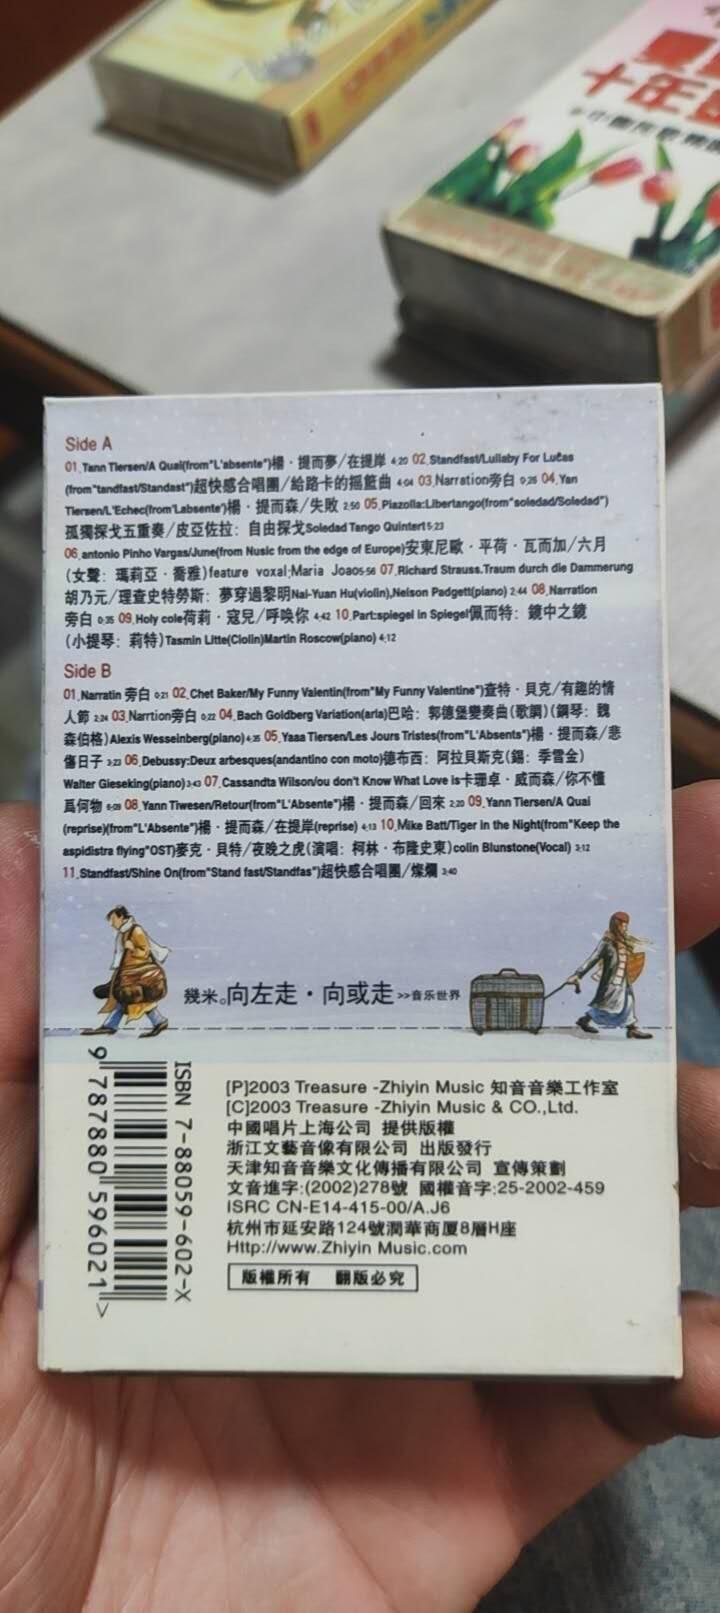 十年
Side A
01.Tann Tiersen/A Quai(from"L'absente")楊·提而夢/在提岸 4:20 02.Standfast/Lullaby For Lucas
(from"tandfast/Standast")超快感合唱團/給路卡的摇籃曲 4:04 03.Narration旁白 0:26 04.Yan
Tiersen/L'Echec(from'Labsente')楊·提而森/失敗 2:50 05.Piazolla:Libertango(from"soledad/Soledad")
孤獨探戈五重奏/皮亞佐拉：自由探戈Soledad Tango Quintert 5:23
06.antonio Pinho Vargas/June(from Nusic from the edge of Europe)安東尼歐·平荷·瓦而加/六月
(女聲：瑪莉亞·喬雅)feature voxal:Maria Joao5:56 07.Richard Strauss.Traum durch die Dammerung
胡乃元/理查史特勞斯：夢穿過黎明Nai-Yuan Hu(violin),Nelson Padgett(piano) 2:44 08.Narration
旁白 0:35 09.Holy cole荷莉·寇兒/呼喚你 4:42 10.Part:spiegel in Spiegel佩而特：鏡中之鏡
(小提琴：莉特)Tasmin Litte(Ciolin)Martin Roscow(piano) 4:12
Side B
01.Narratin 旁白 0:21 02.Chet Baker/My Funny Valentin(from"My Funny Valentine")查特·貝克/有趣的情
人節 2:24 03.Narrtion旁白 0:22 04.Bach Goldberg Variation(aria)巴哈：郭德堡變奏曲(歌調)(鋼琴：魏
森伯格)Alexis Wesseinberg(piano)4:35 05.Yaaa Tiersen/Les Jours Tristes(from"L'Absents")楊·提而森/悲
傷日子 3:23 06.Debussy:Deux arbesques(andantino con moto)德布西：阿拉貝斯克(錫：季雪金)
Walter Gieseking(piano)3:43 07.Cassandta Wilson/ou don't Know What Love is卡珊卓·威而森/你不懂
爲何物 6:09 08.Yann Tiwesen/Retour(from"L'Absente")楊·提而森/回來 2:20 09.Yann Tiersen/A Quai
(reprise)(from"L'Absente")楊·提而森/在提岸(reprise) 4:13 10.Mike Batt/Tiger in the Night(from"Keep the
aspidistra flying"OST)麥克·貝特/夜晚之虎(演唱：柯林·布隆史東)colin Blunstone(Vocal) 3:12
11.Standfast/Shine On(from"Stand fast/Standfas")超快感合唱團/燦爛 3:40
幾米。向左走·向或走>>音乐世界
ISBN 7-88059-602-X
9 787880 596021>
[P]2003 Treasure -Zhiyin Music 知音音樂工作室
[C]2003 Treasure -Zhiyin Music & CO.,Ltd.
中國唱片上海公司 提供版權
浙江文藝音像有限公司 出版發行
天津知音音樂文化傳播有限公司 宣傳策劃
文音進字:(2002)278號 國權音字:25-2002-459
ISRC CN-E14-415-00/A.J6
杭州市延安路124號潤華商厦8層H座
Http://www.Zhiyin Music.com
版權所有 翻版必究